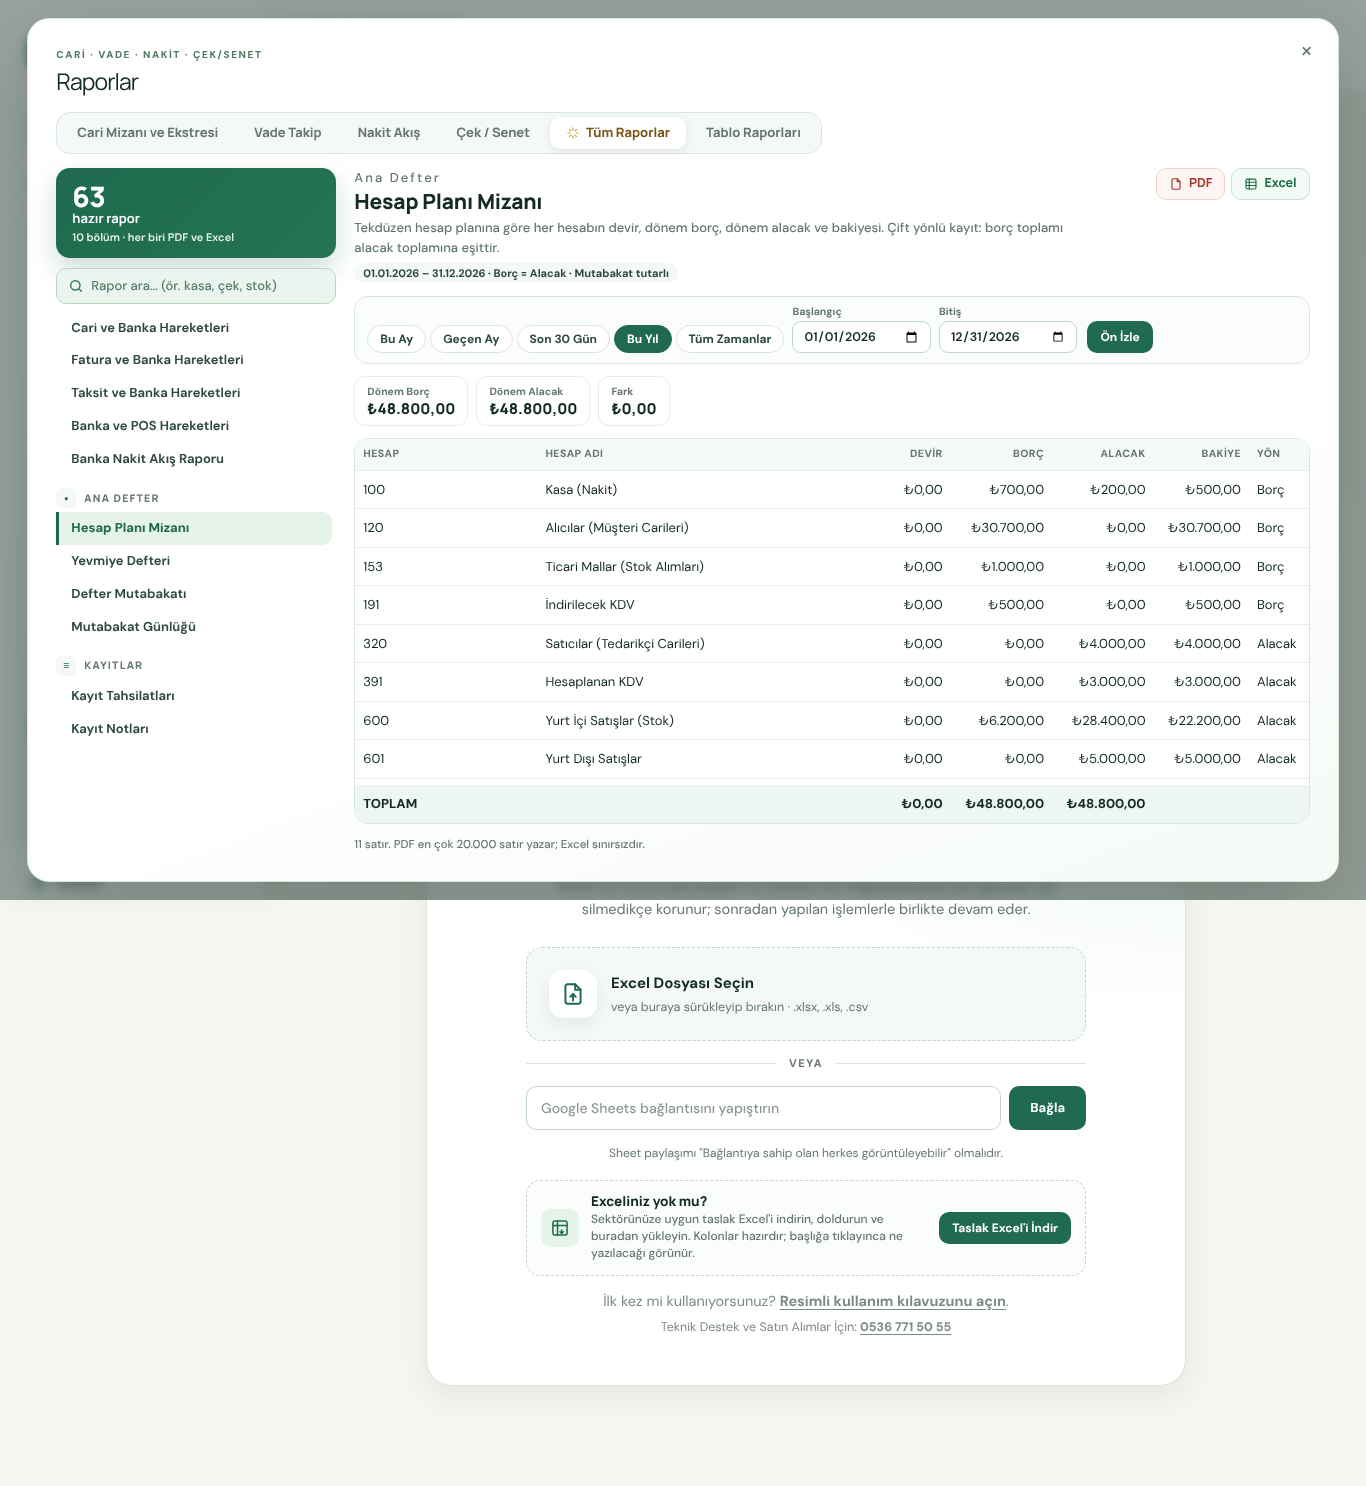 CARİ · VADE · NAKİT · ÇEK/SENET
Raporlar
×
Cari Mizanı ve Ekstresi
Vade Takip
Nakit Akış
Çek / Senet
Tüm Raporlar
Tablo Raporları
63
hazır rapor
10 bölüm · her biri PDF ve Excel
Rapor ara... (ör. kasa, çek, stok)
Cari ve Banka Hareketleri
Fatura ve Banka Hareketleri
Taksit ve Banka Hareketleri
Banka ve POS Hareketleri
Banka Nakit Akış Raporu
ANA DEFTER
Hesap Planı Mizanı
Yevmiye Defteri
Defter Mutabakatı
Mutabakat Günlüğü
KAYITLAR
Kayıt Tahsilatları
Kayıt Notları
Ana Defter
Hesap Planı Mizanı
Tekdüzen hesap planına göre her hesabın devir, dönem borç, dönem alacak ve bakiyesi. Çift yönlü kayıt: borç toplamı
alacak toplamına eşittir.
01.01.2026 – 31.12.2026 · Borç = Alacak · Mutabakat tutarlı
PDF
Excel
Bu Ay
Geçen Ay
Son 30 Gün
Bu Yıl
Tüm Zamanlar
Başlangıç
01/01/2026
Bitiş
12/31/2026
Ön İzle
Dönem Borç
₺48.800,00
Dönem Alacak
₺48.800,00
Fark
₺0,00
HESAP HESAP ADI DEVİR BORÇ ALACAK BAKİYE YÖN
100 Kasa (Nakit) ₺0,00 ₺700,00 ₺200,00 ₺500,00 Borç
120 Alıcılar (Müşteri Carileri) ₺0,00 ₺30.700,00 ₺0,00 ₺30.700,00 Borç
153 Ticari Mallar (Stok Alımları) ₺0,00 ₺1.000,00 ₺0,00 ₺1.000,00 Borç
191 İndirilecek KDV ₺0,00 ₺500,00 ₺0,00 ₺500,00 Borç
320 Satıcılar (Tedarikçi Carileri) ₺0,00 ₺0,00 ₺4.000,00 ₺4.000,00 Alacak
391 Hesaplanan KDV ₺0,00 ₺0,00 ₺3.000,00 ₺3.000,00 Alacak
600 Yurt İçi Satışlar (Stok) ₺0,00 ₺6.200,00 ₺28.400,00 ₺22.200,00 Alacak
601 Yurt Dışı Satışlar ₺0,00 ₺0,00 ₺5.000,00 ₺5.000,00 Alacak
TOPLAM ₺0,00 ₺48.800,00 ₺48.800,00
11 satır. PDF en çok 20.000 satır yazar; Excel sınırsızdır.
silmedikçe korunur; sonradan yapılan işlemlerle birlikte devam eder.
Excel Dosyası Seçin
veya buraya sürükleyip bırakın · .xlsx, .xls, .csv
VEYA
Google Sheets bağlantısını yapıştırın
Bağla
Sheet paylaşımı "Bağlantıya sahip olan herkes görüntüleyebilir" olmalıdır.
Exceliniz yok mu?
Sektörünüze uygun taslak Excel'i indirin, doldurun ve
buradan yükleyin. Kolonlar hazırdır; başlığa tıklayınca ne
yazılacağı görünür.
Taslak Excel'i İndir
İlk kez mi kullanıyorsunuz? Resimli kullanım kılavuzunu açın.
Teknik Destek ve Satın Alımlar İçin: 0536 771 50 55